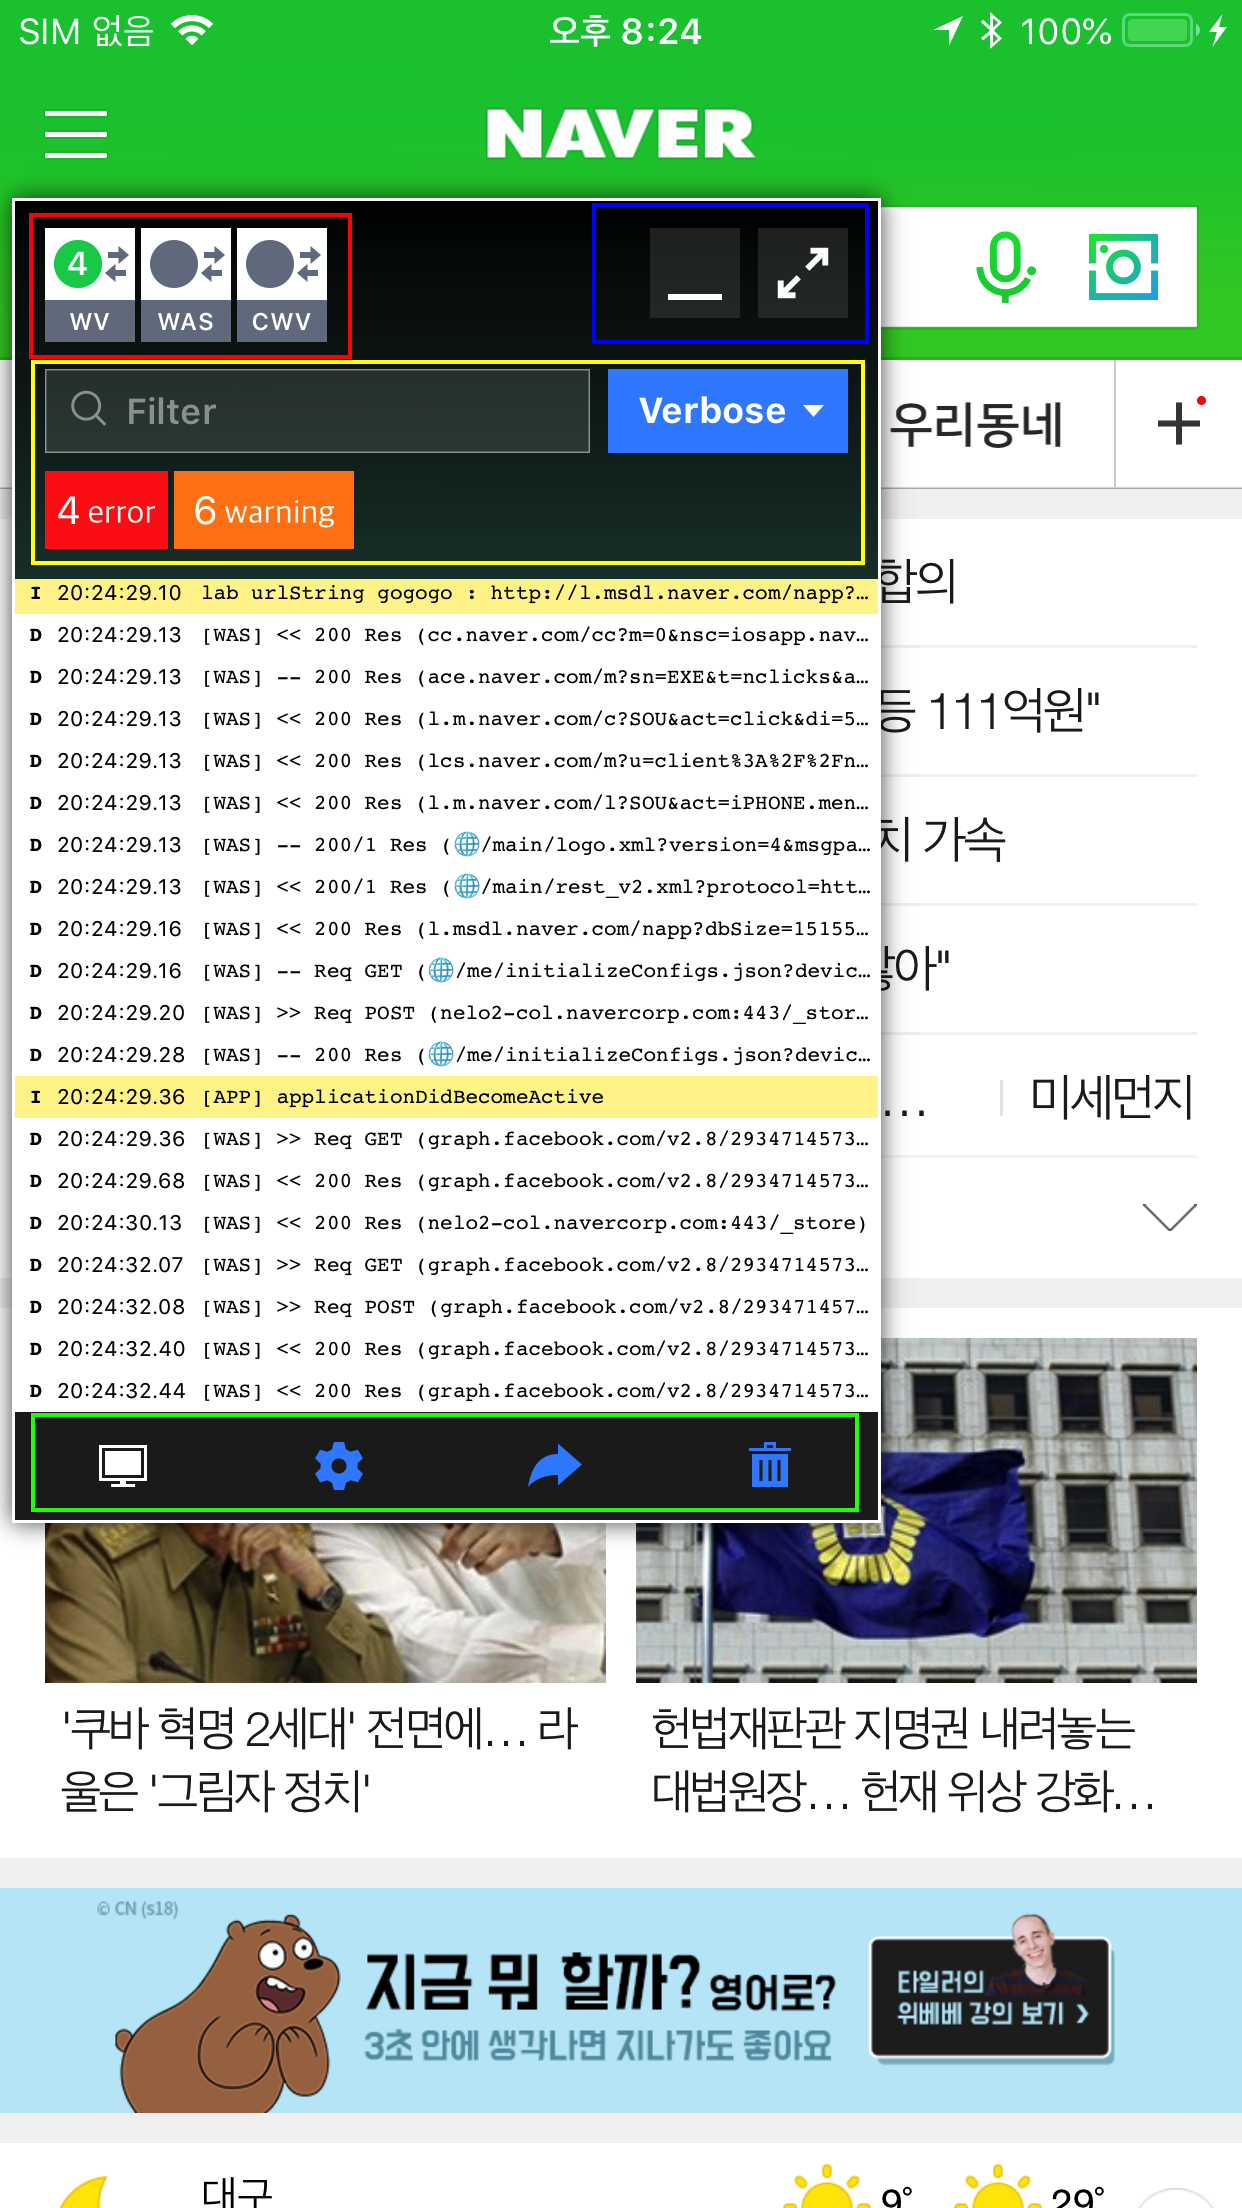 SIM 없음
오후 8:24
100%
NAVER
4
WV
WAS
CWV
Filter
Verbose
4 error
6 warning
우리동네
합의
I 20:24:29.10 lab urlString gogogo : http://l.msdl.naver.com/napp?…
D 20:24:29.13 [WAS] << 200 Res (cc.naver.com/cc?m=0&nsc=iosapp.nav…
D 20:24:29.13 [WAS] -- 200 Res (ace.naver.com/m?sn=EXE&t=nclicks&a…
D 20:24:29.13 [WAS] << 200 Res (l.m.naver.com/c?SOU&act=click&di=5…
등 111억원"
D 20:24:29.13 [WAS] << 200 Res (lcs.naver.com/m?u=client%3A%2F%2Fn…
D 20:24:29.13 [WAS] << 200 Res (l.m.naver.com/l?SOU&act=iPHONE.men…
D 20:24:29.13 [WAS] -- 200/1 Res (🌐/main/logo.xml?version=4&msgpa…
치 가속
D 20:24:29.13 [WAS] << 200/1 Res (🌐/main/rest_v2.xml?protocol=htt…
D 20:24:29.16 [WAS] << 200 Res (l.msdl.naver.com/napp?dbSize=15155…
D 20:24:29.16 [WAS] -- Req GET (🌐/me/initializeConfigs.json?devic…
아"
D 20:24:29.20 [WAS] >> Req POST (nelo2-col.navercorp.com:443/_stor…
D 20:24:29.28 [WAS] -- 200 Res (🌐/me/initializeConfigs.json?devic…
I 20:24:29.36 [APP] applicationDidBecomeActive
… 미세먼지
D 20:24:29.36 [WAS] >> Req GET (graph.facebook.com/v2.8/2934714573…
D 20:24:29.68 [WAS] << 200 Res (graph.facebook.com/v2.8/2934714573…
D 20:24:30.13 [WAS] << 200 Res (nelo2-col.navercorp.com:443/_store)
D 20:24:32.07 [WAS] >> Req GET (graph.facebook.com/v2.8/2934714573…
D 20:24:32.08 [WAS] >> Req POST (graph.facebook.com/v2.8/293471457…
D 20:24:32.40 [WAS] << 200 Res (graph.facebook.com/v2.8/2934714573…
D 20:24:32.44 [WAS] << 200 Res (graph.facebook.com/v2.8/2934714573…
'쿠바 혁명 2세대' 전면에… 라
울은 '그림자 정치'
헌법재판관 지명권 내려놓는
대법원장… 헌재 위상 강화…
© CN (s18)
지금 뭐 할까? 영어로?
3초 안에 생각나면 지나가도 좋아요
타일러의
위베베 강의 보기 ❯
대구
9°
29°